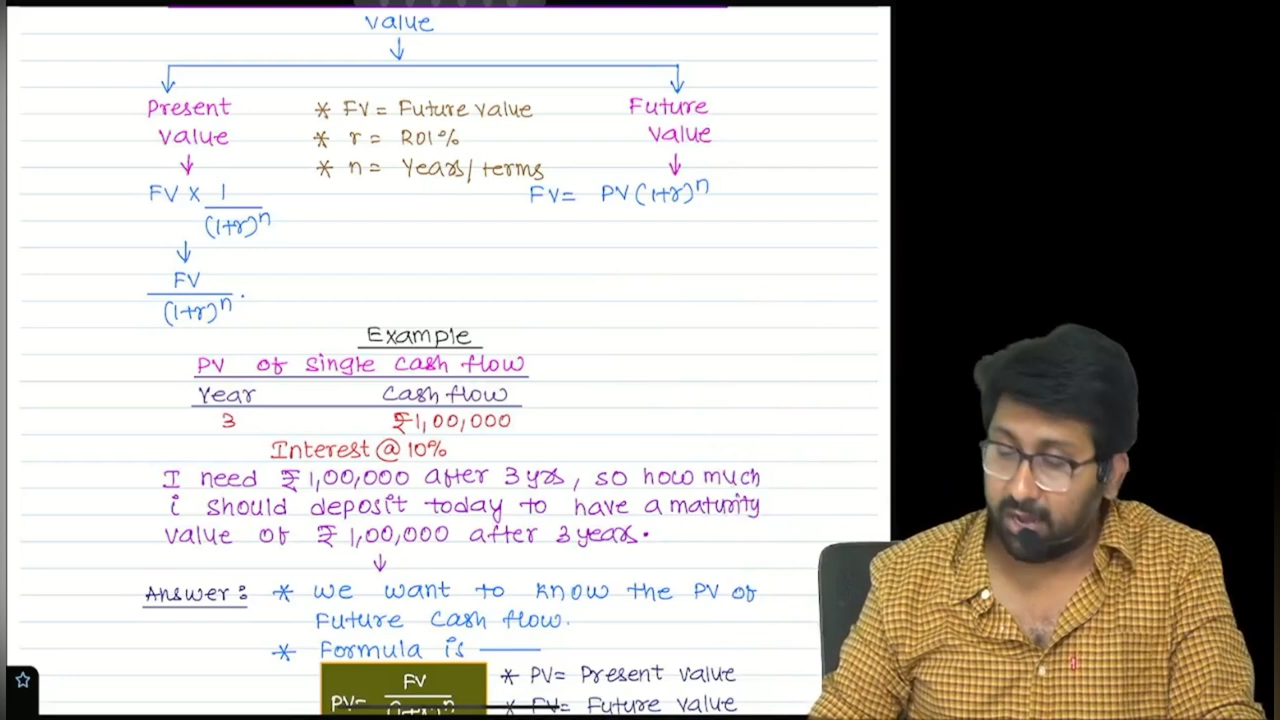 value
Present
value
* FV = Future value
* r = ROI%
* n = Years/terms
Future
value
FV × 1
(1+r)^n
FV = PV (1+r)^n
FV
(1+r)^n.
Example
PV of single cash flow
Year Cash flow
3 ₹1,00,000
Interest @ 10%
I need ₹1,00,000 after 3 yrs, so how much
i should deposit today to have a maturity
value of ₹1,00,000 after 3 years.
Answer : * we want to know the PV of
Future cash flow.
* Formula is
PV= FV
(1+r)^n
* PV = Present value
* FV = Future value